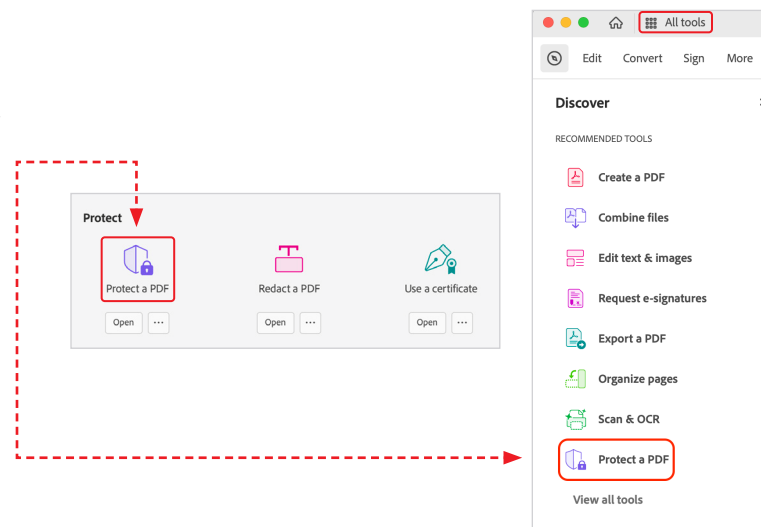 Protect
Protect a PDF
Redact a PDF
Use a certificate
Open
Open
Open
All tools
Edit Convert Sign More
Discover
RECOMMENDED TOOLS
Create a PDF
Combine files
Edit text & images
Request e-signatures
Export a PDF
Organize pages
Scan & OCR
Protect a PDF
View all tools